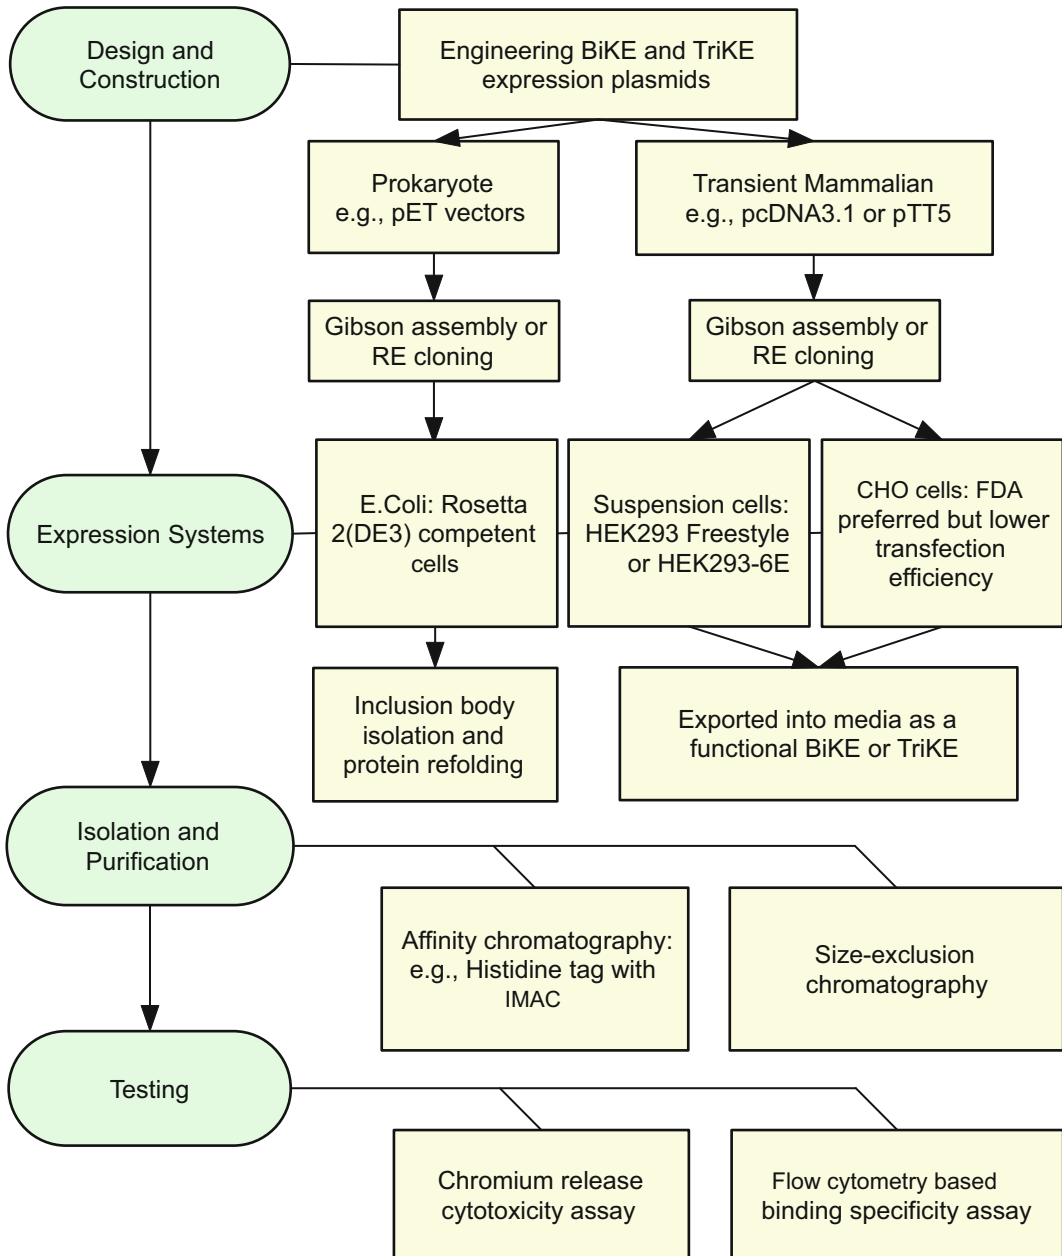 Design and
Construction
Engineering BiKE and TriKE
expression plasmids
Prokaryote
e.g., pET vectors
Transient Mammalian
e.g., pcDNA3.1 or pTT5
Gibson assembly or
RE cloning
Gibson assembly or
RE cloning
Expression Systems
E.Coli: Rosetta
2(DE3) competent
cells
Suspension cells:
HEK293 Freestyle
or HEK293-6E
CHO cells: FDA
preferred but lower
transfection
efficiency
Inclusion body
isolation and
protein refolding
Exported into media as a
functional BiKE or TriKE
Isolation and
Purification
Affinity chromatography:
e.g., Histidine tag with
IMAC
Size-exclusion
chromatography
Testing
Chromium release
cytotoxicity assay
Flow cytometry based
binding specificity assay